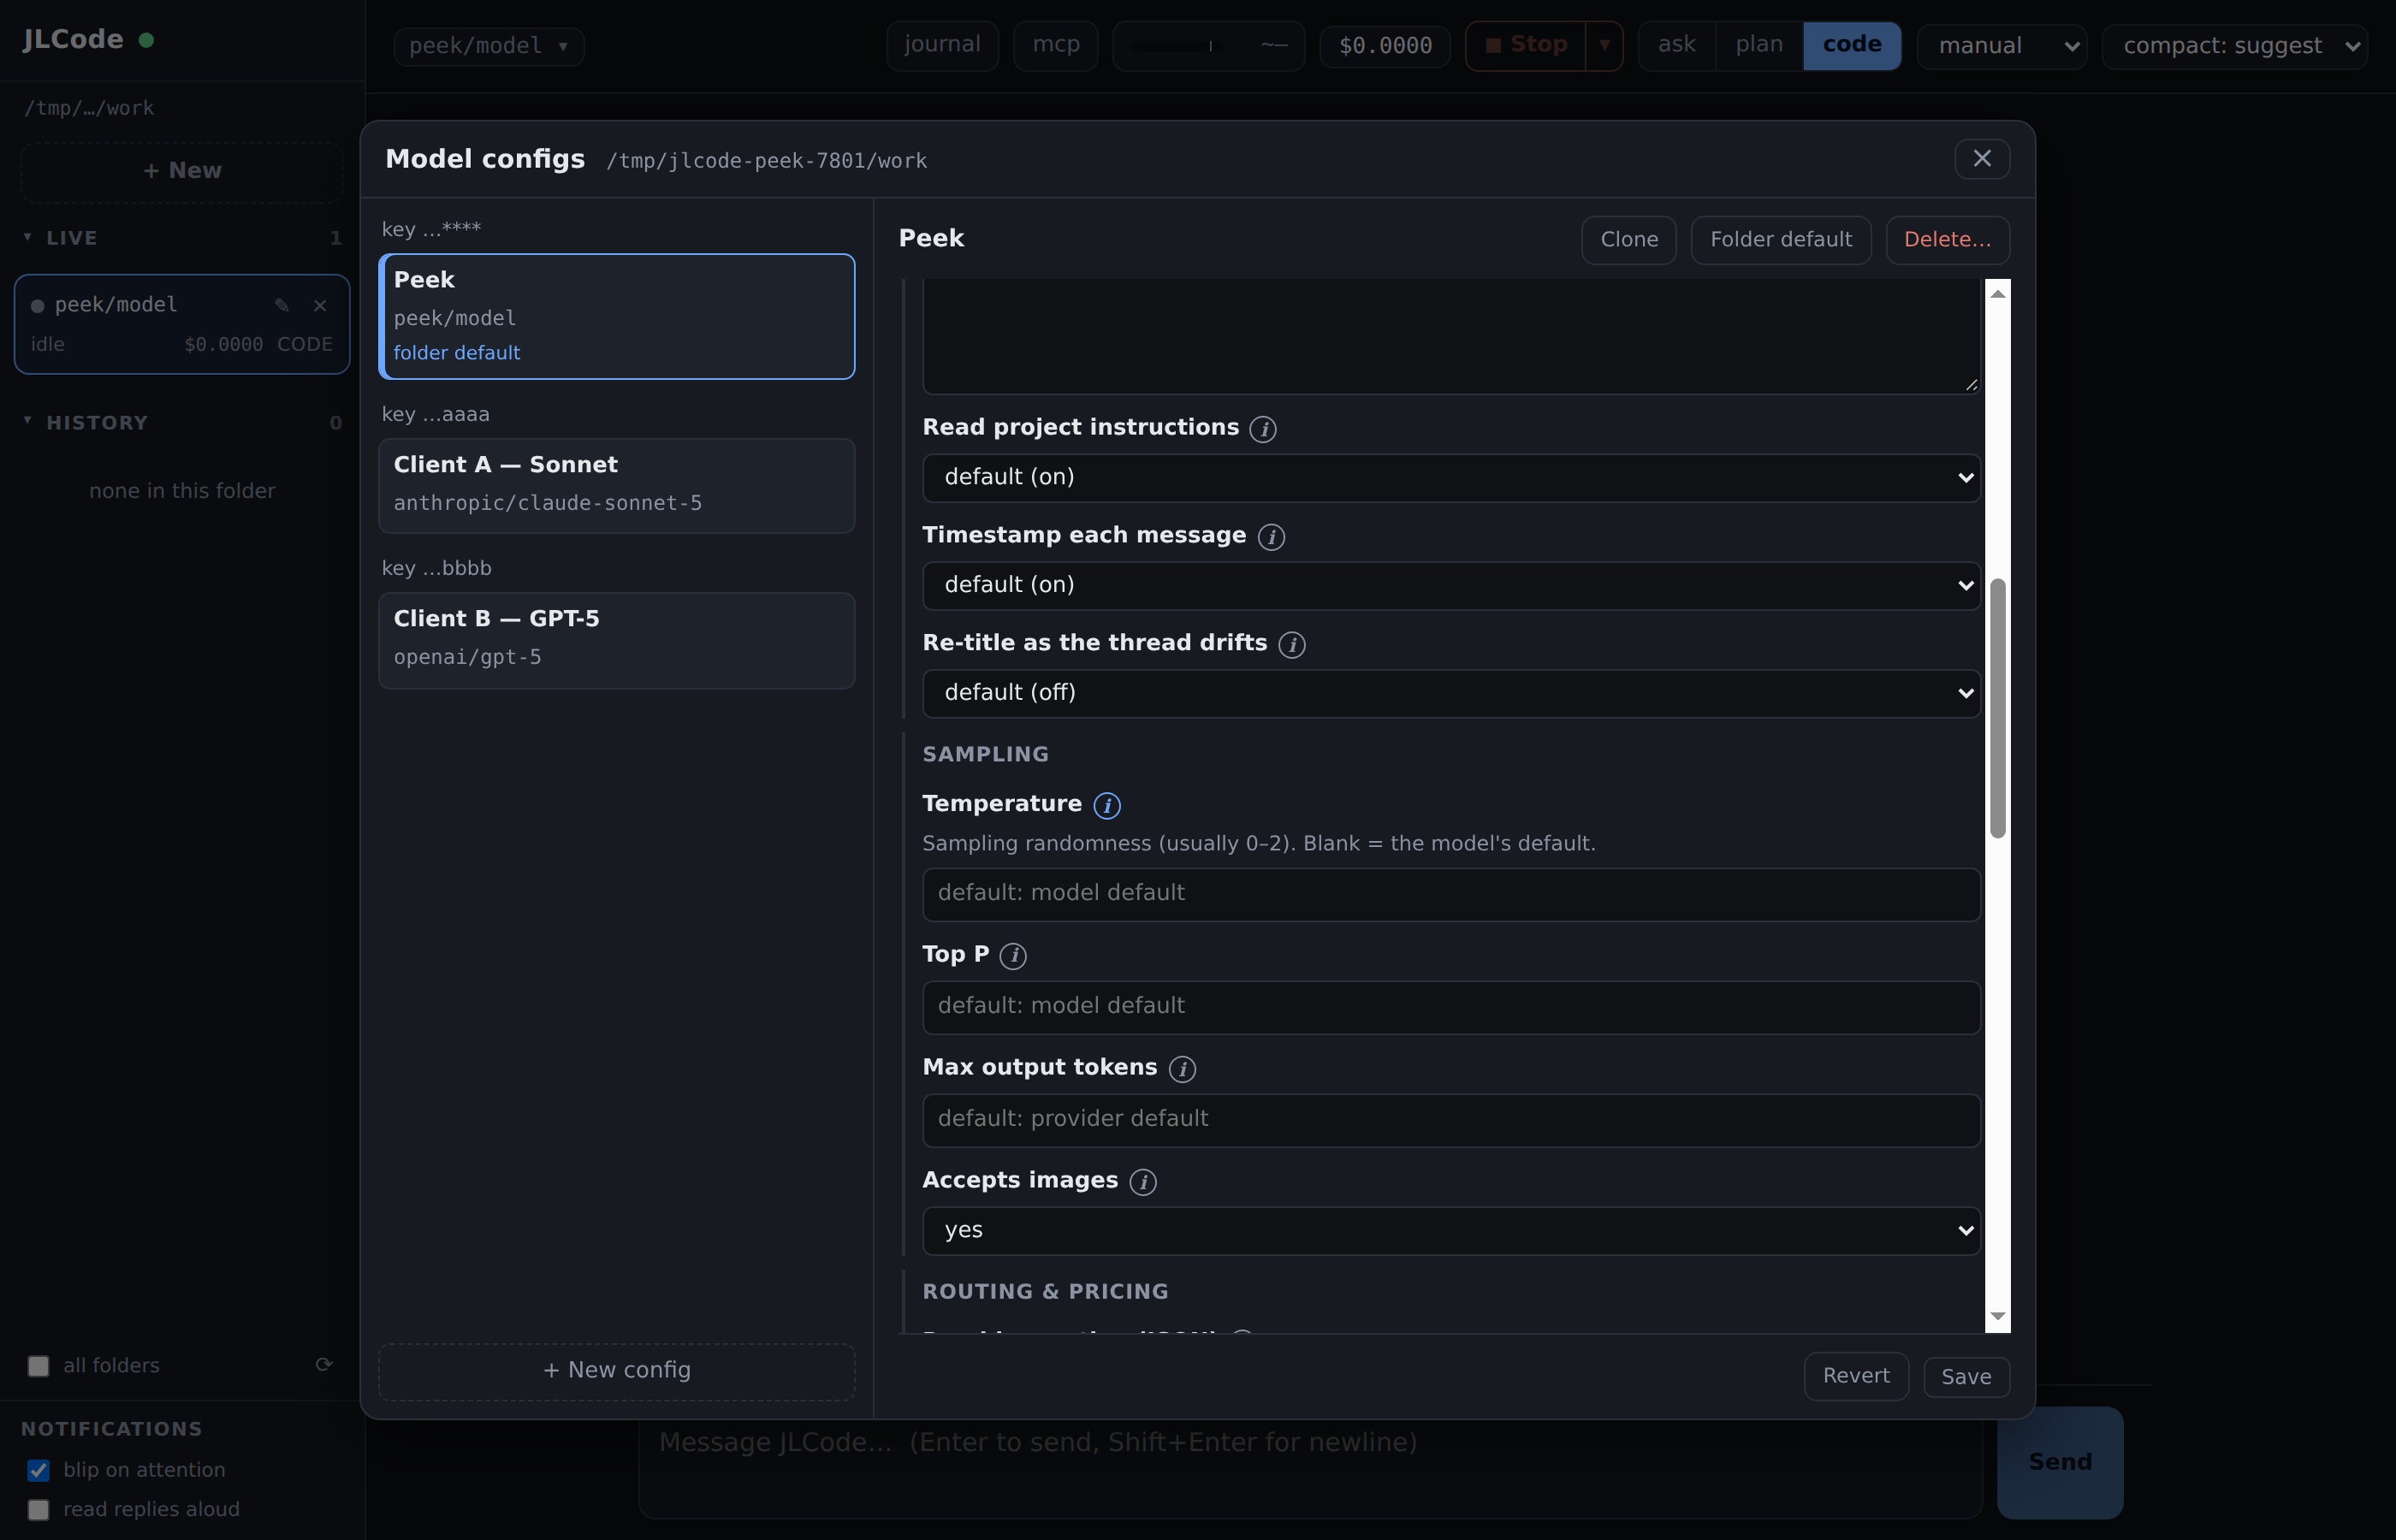 JLCode
peek/model ▾
journal
mcp
~—
$0.0000
■ Stop
▾
ask
plan
code
manual
compact: suggest
/tmp/…/work
+ New
▾ LIVE 1
peek/model ✎ ✕
idle $0.0000 CODE
▾ HISTORY 0
none in this folder
all folders ⟳
NOTIFICATIONS
blip on attention
read replies aloud
Model configs /tmp/jlcode-peek-7801/work ✕
key …****
Peek
peek/model
folder default
key …aaaa
Client A — Sonnet
anthropic/claude-sonnet-5
key …bbbb
Client B — GPT-5
openai/gpt-5
+ New config
Peek
Clone
Folder default
Delete…
Read project instructions i
default (on)
Timestamp each message i
default (on)
Re-title as the thread drifts i
default (off)
SAMPLING
Temperature i
Sampling randomness (usually 0–2). Blank = the model's default.
default: model default
Top P i
default: model default
Max output tokens i
default: provider default
Accepts images i
yes
ROUTING & PRICING
Revert
Save
Message JLCode… (Enter to send, Shift+Enter for newline)
Send